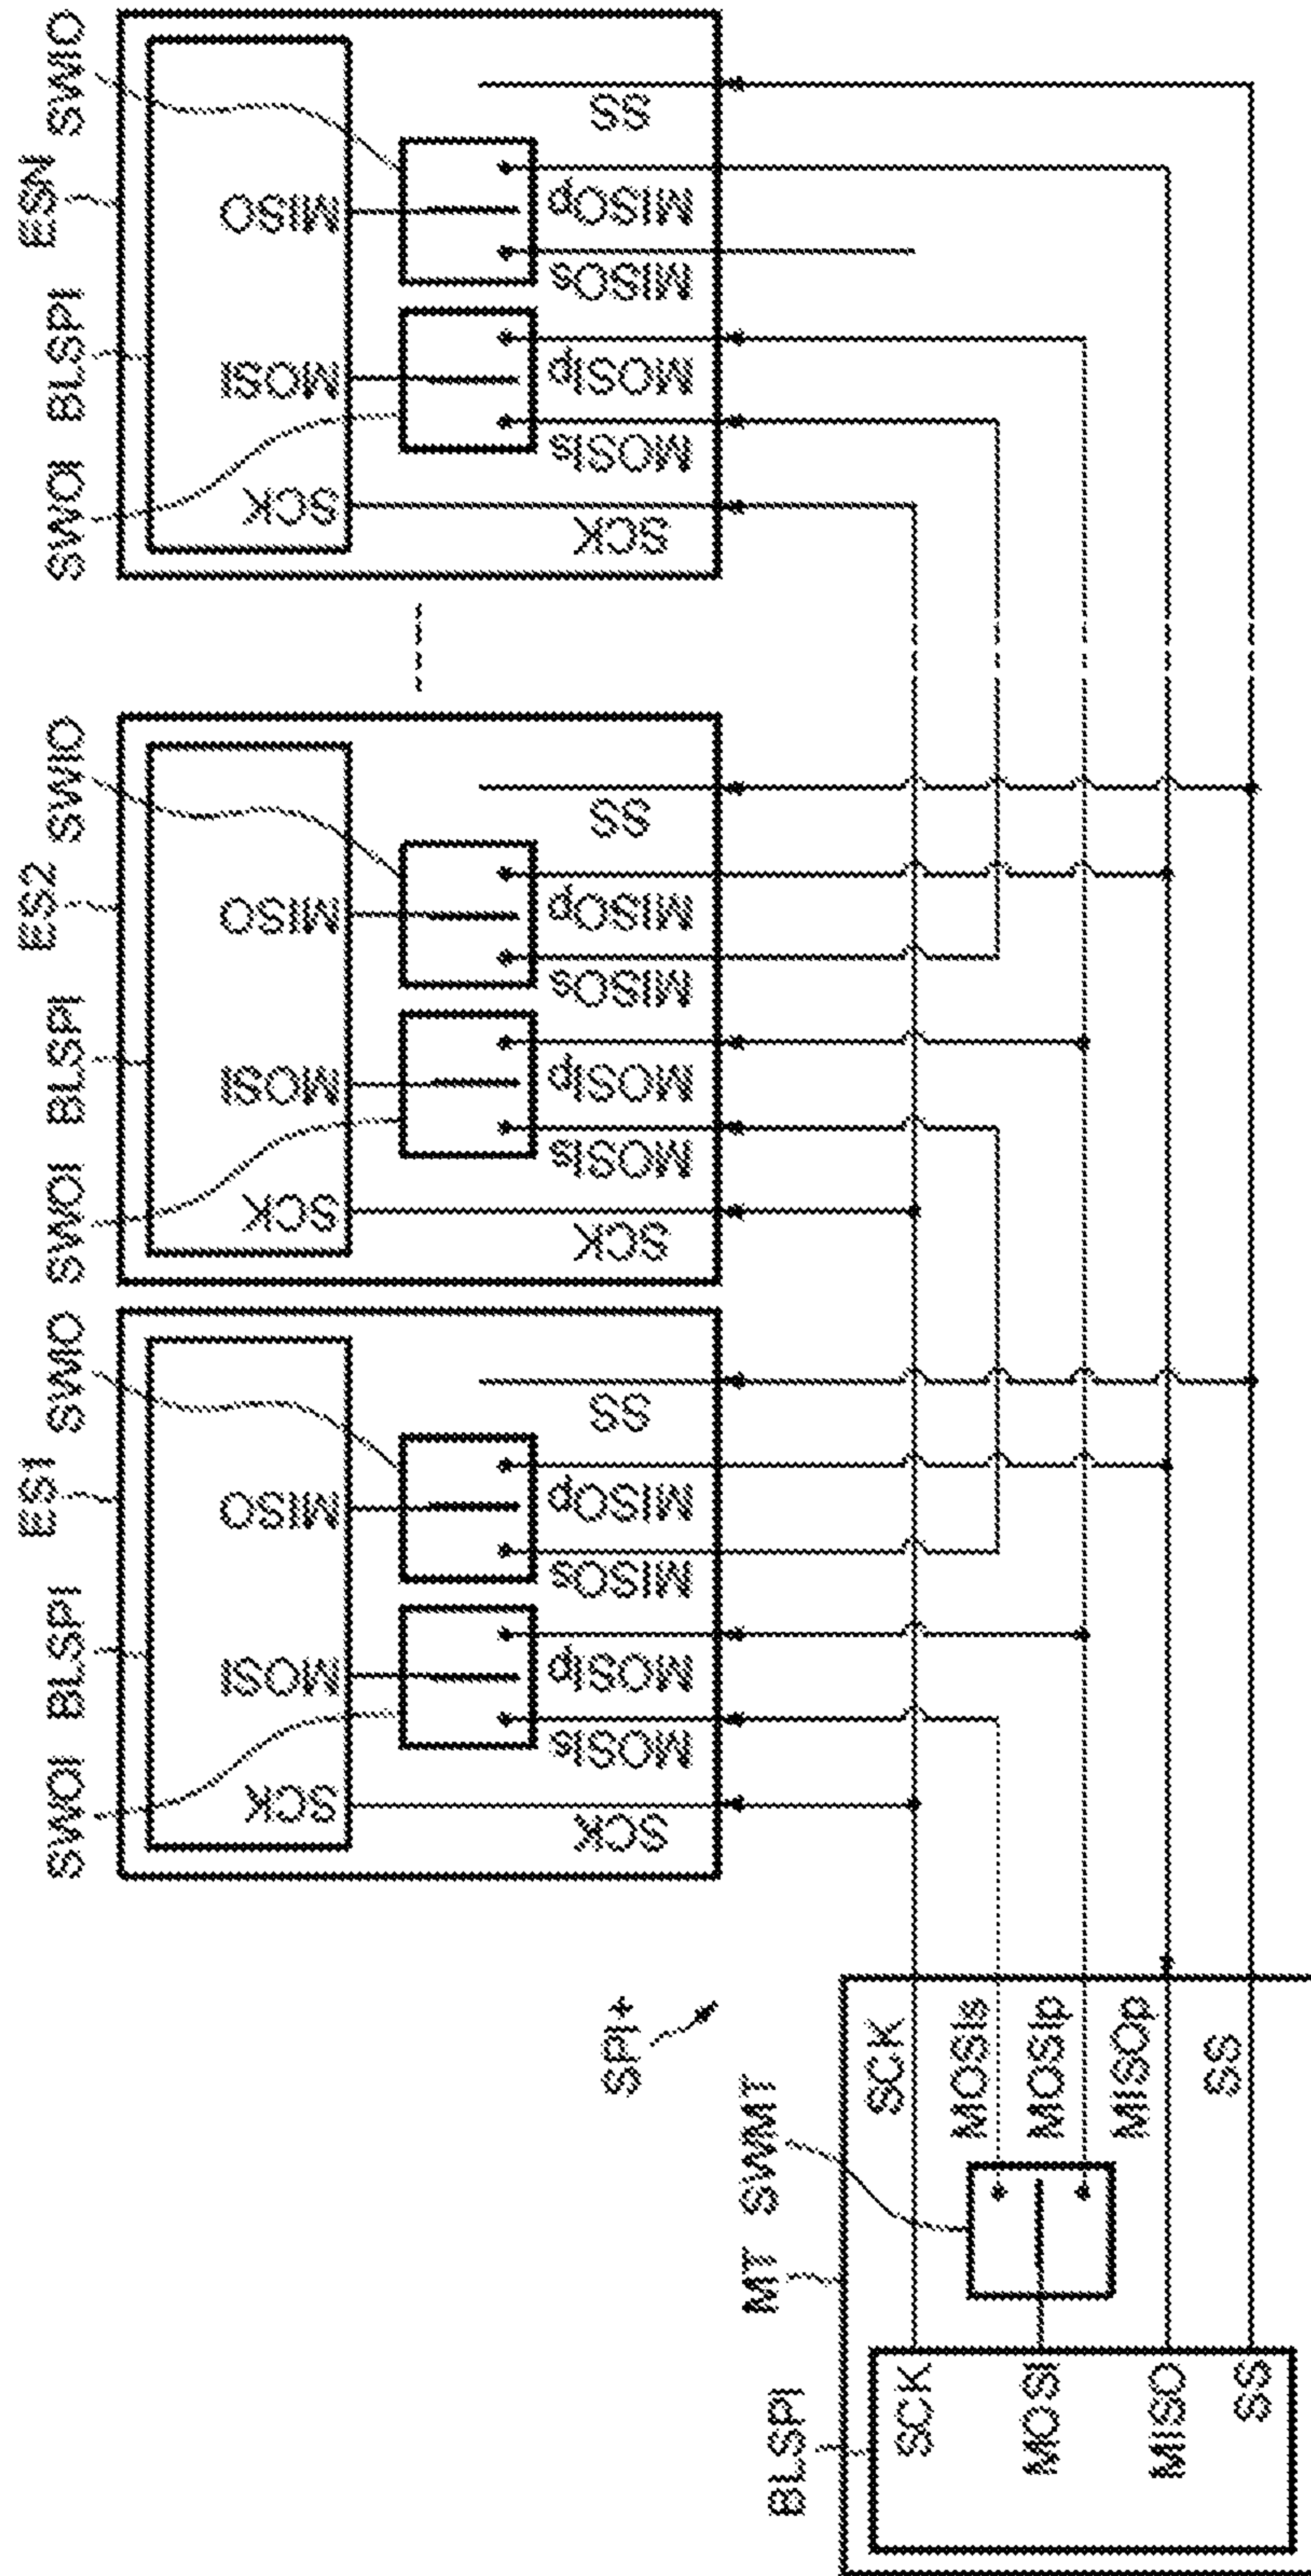 ES1
ES2
ESN
SWOI
BLSPI
SWIO
SWOI
BLSPI
SWIO
SWOI
BLSPI
SWIO
SCK
MOSI
MISO
SCK
MOSI
MISO
SCK
MOSI
MISO
SCK
MOSIs
MOSIp
MISOs
MISOp
SS
SCK
MOSIs
MOSIp
MISOs
MISOp
SS
SCK
MOSIs
MOSIp
MISOs
MISOp
SS
SPI+
MT
SWMT
BLSPI
SCK
SCK
MOSIs
MOSI
MOSIp
MISO
MISOp
SS
SS